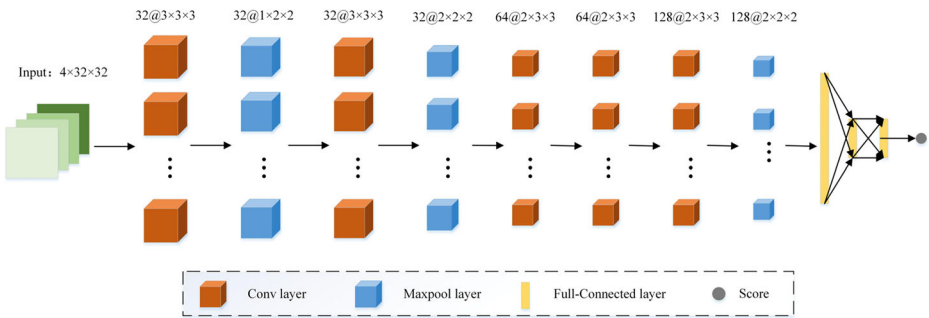 32@3×3×3 32@1×2×2 32@3×3×3 32@2×2×2 64@2×3×3 64@2×3×3 128@2×3×3 128@2×2×2
Input：4×32×32
Conv layer Maxpool layer Full-Connected layer Score